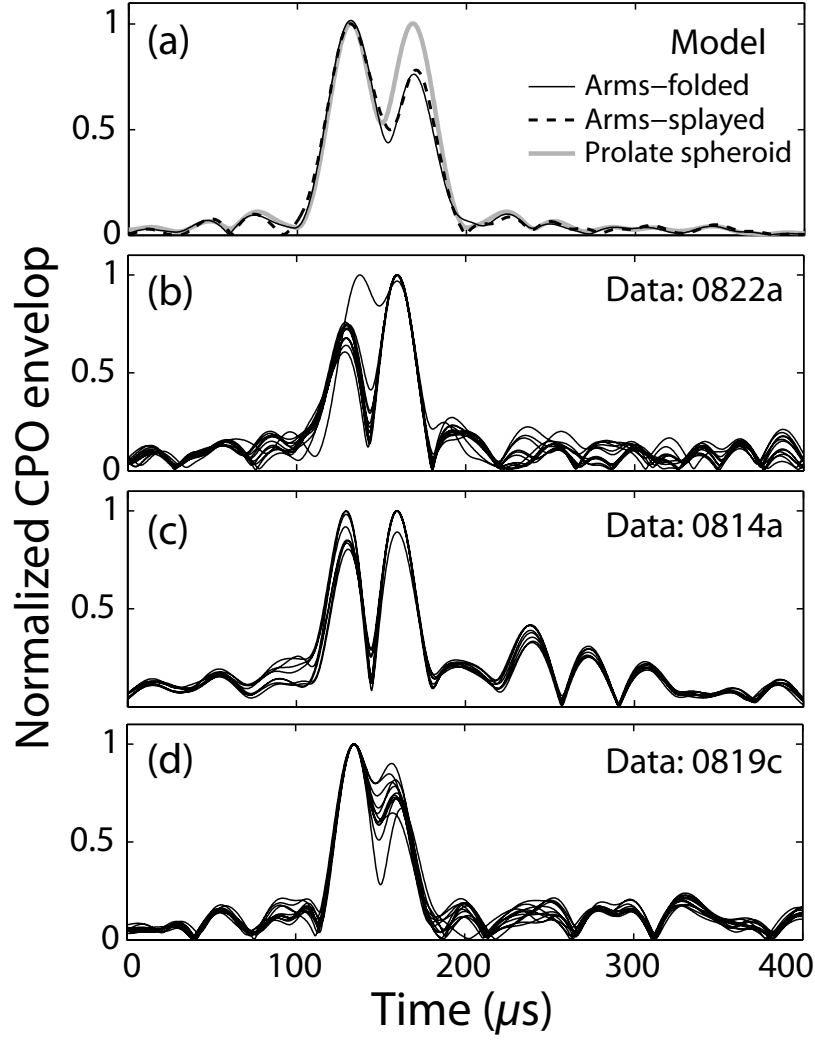 Normalized CPO envelop
(a)
Model
Arms-folded
Arms-splayed
Prolate spheroid
1
0.5
0
(b)
Data: 0822a
1
0.5
0
(c)
Data: 0814a
1
0.5
(d)
Data: 0819c
1
0.5
0
0 100 200 300 400
Time (μs)